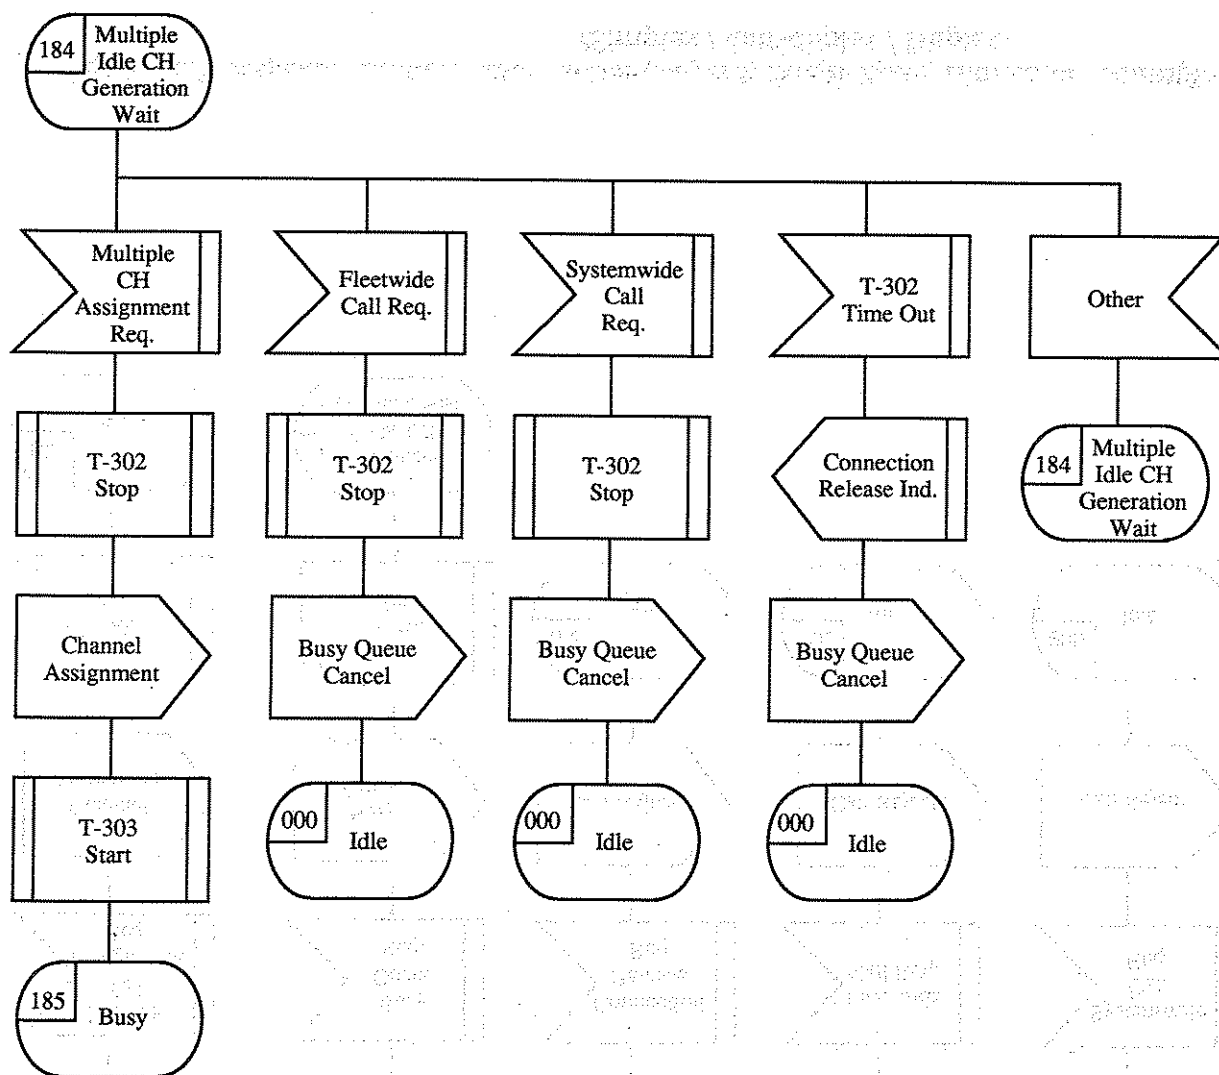 184
Multiple
Idle CH
Generation
Wait
Multiple
CH
Assignment
Req.
Fleetwide
Call Req.
Systemwide
Call
Req.
T-302
Time Out
Other
T-302
Stop
T-302
Stop
T-302
Stop
Connection
Release Ind.
184
Multiple
Idle CH
Generation
Wait
Channel
Assignment
Busy Queue
Cancel
Busy Queue
Cancel
Busy Queue
Cancel
T-303
Start
000
Idle
000
Idle
000
Idle
185
Busy